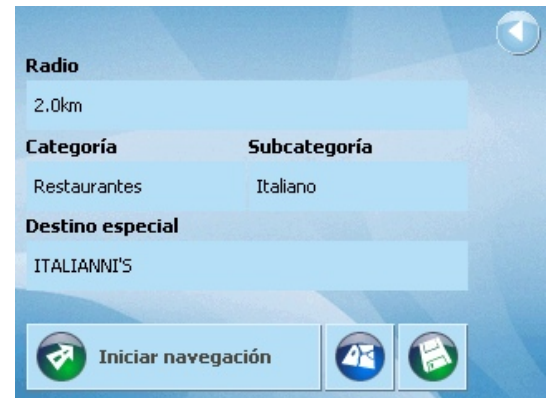 Radio
2.0km
Categoría Subcategoría
Restaurantes Italiano
Destino especial
ITALIANNI'S
Iniciar navegación